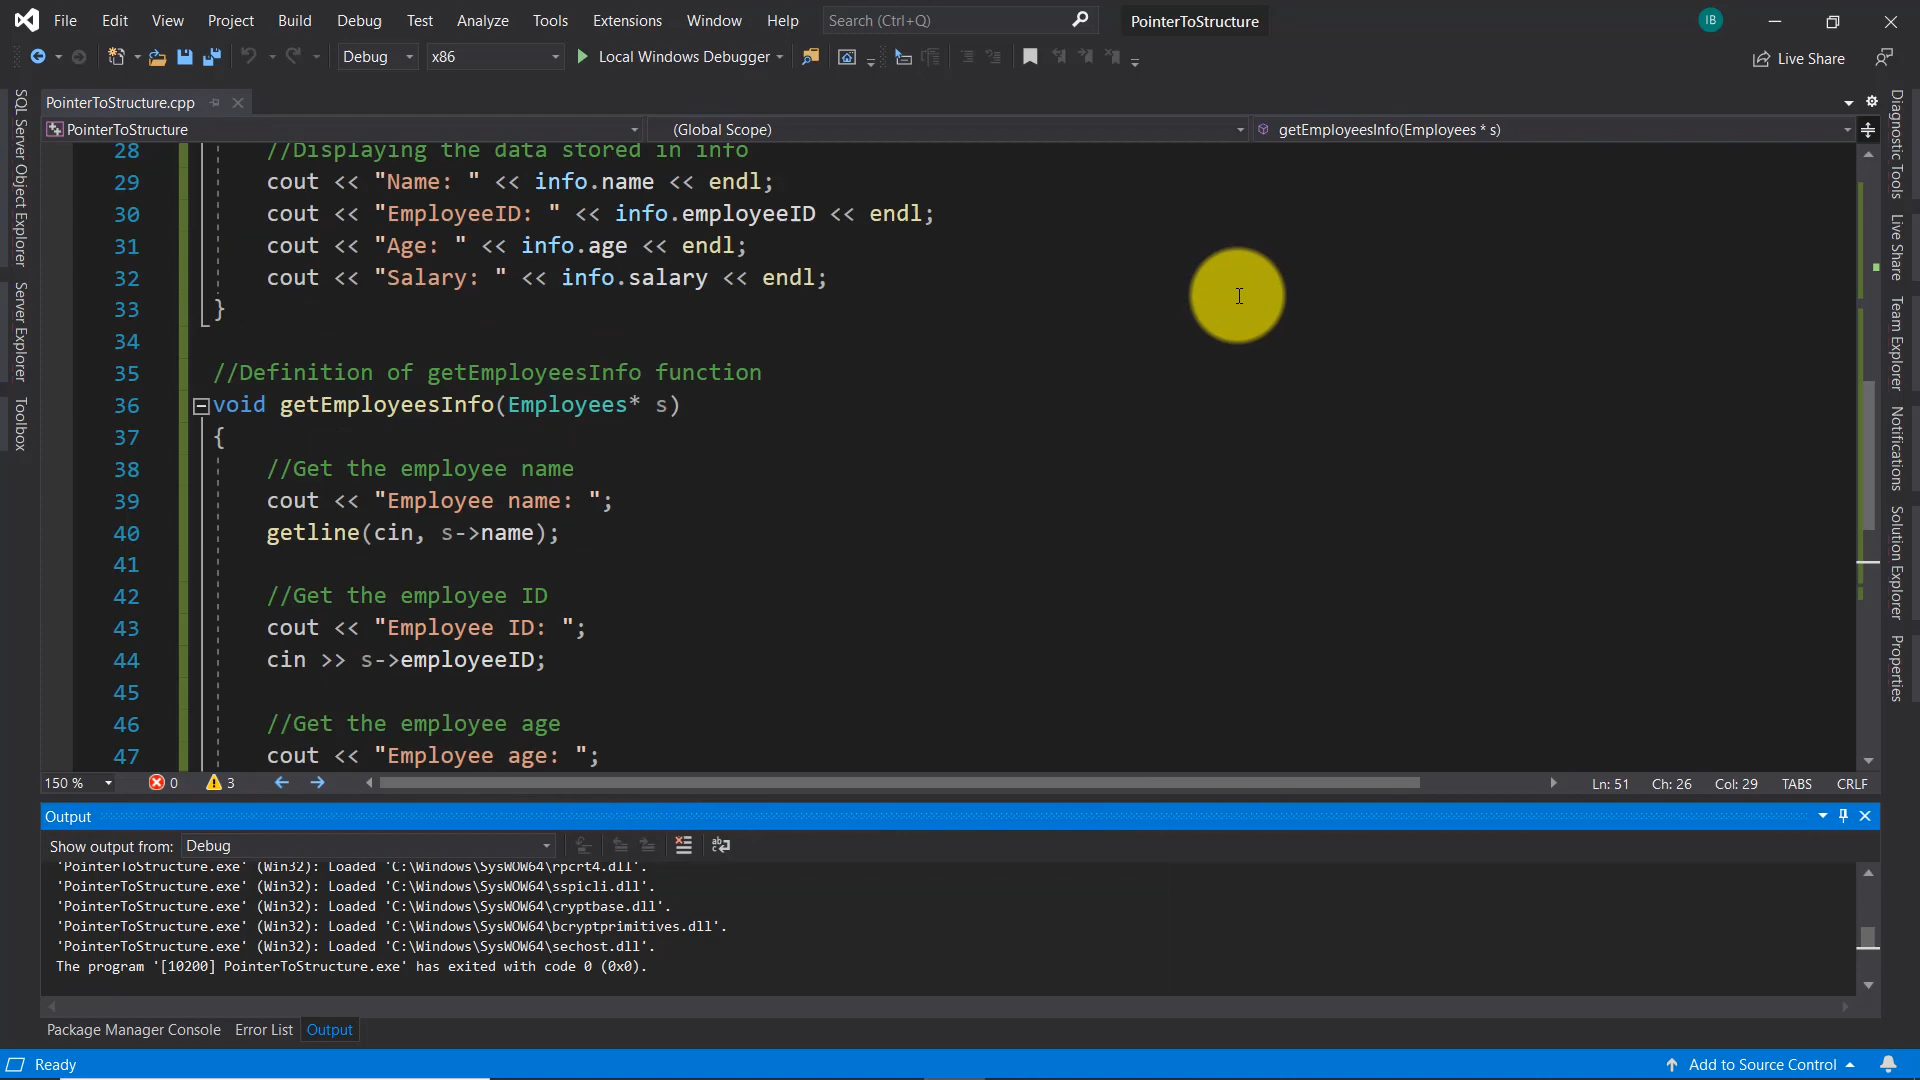 File Edit View Project Build Debug Test Analyze Tools Extensions Window Help Search (Ctrl+Q) PointerToStructure IB
Debug x86 Local Windows Debugger Live Share
PointerToStructure.cpp
PointerToStructure (Global Scope) getEmployeesInfo(Employees * s)
28 //Displaying the data stored in info
29 cout << "Name: " << info.name << endl;
30 cout << "EmployeeID: " << info.employeeID << endl;
31 cout << "Age: " << info.age << endl;
32 cout << "Salary: " << info.salary << endl;
33 }
34
35 //Definition of getEmployeesInfo function
36 void getEmployeesInfo(Employees* s)
37 {
38 //Get the employee name
39 cout << "Employee name: ";
40 getline(cin, s->name);
41
42 //Get the employee ID
43 cout << "Employee ID: ";
44 cin >> s->employeeID;
45
46 //Get the employee age
47 cout << "Employee age: ";
150 % 0 3 Ln: 51 Ch: 26 Col: 29 TABS CRLF
Output
Show output from: Debug
'PointerToStructure.exe' (Win32): Loaded 'C:\Windows\SysWOW64\rpcrt4.dll'.
'PointerToStructure.exe' (Win32): Loaded 'C:\Windows\SysWOW64\sspicli.dll'.
'PointerToStructure.exe' (Win32): Loaded 'C:\Windows\SysWOW64\cryptbase.dll'.
'PointerToStructure.exe' (Win32): Loaded 'C:\Windows\SysWOW64\bcryptprimitives.dll'.
'PointerToStructure.exe' (Win32): Loaded 'C:\Windows\SysWOW64\sechost.dll'.
The program '[10200] PointerToStructure.exe' has exited with code 0 (0x0).
Package Manager Console Error List Output
Ready Add to Source Control
SQL Server Object Explorer
Server Explorer
Toolbox
Diagnostic Tools
Live Share
Team Explorer
Notifications
Solution Explorer
Properties